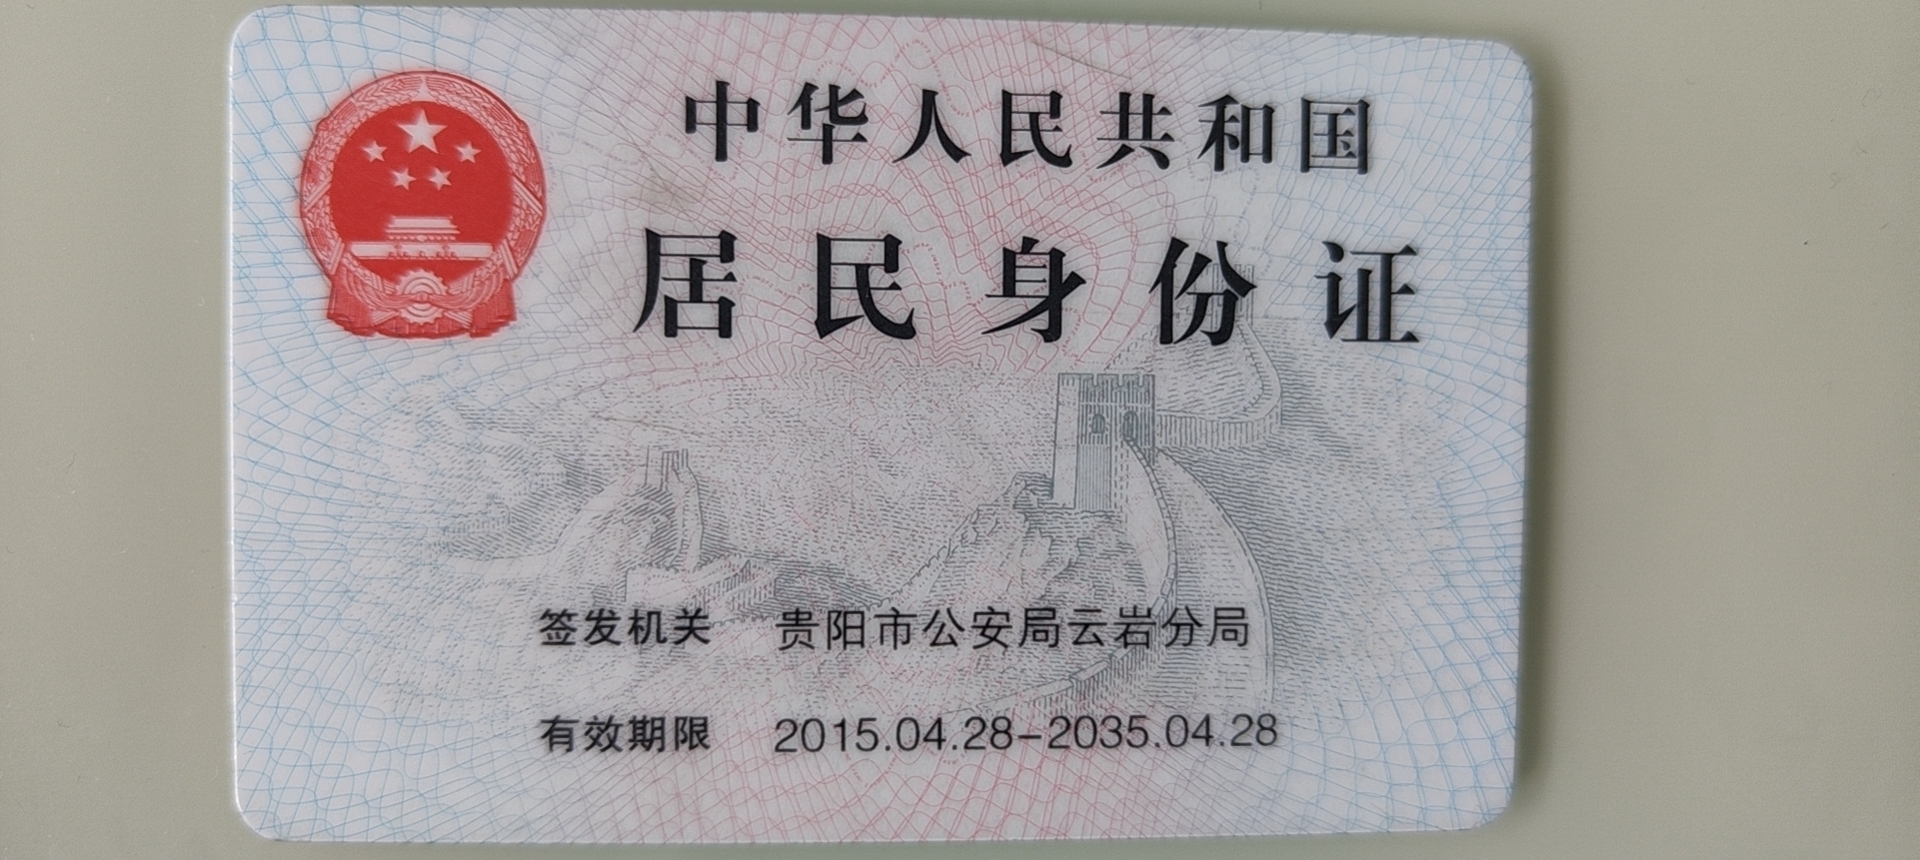 中华人民共和国
居民身份证
签发机关 贵阳市公安局云岩分局
有效期限 2015.04.28-2035.04.28